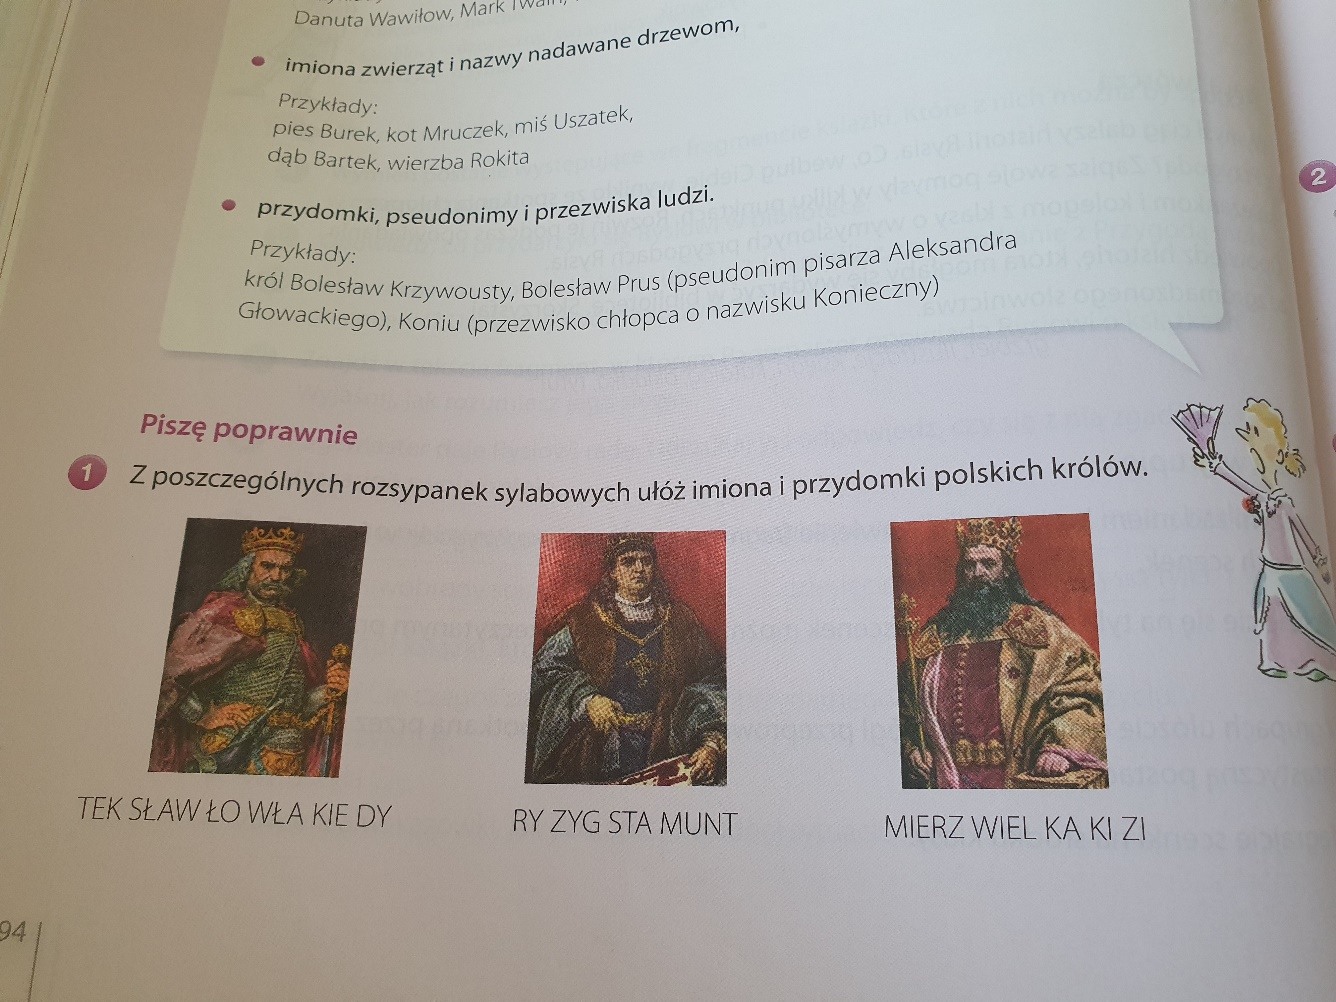 Danuta Wawiłow, Mark Twain,
imiona zwierząt i nazwy nadawane drzewom,
Przykłady:
pies Burek, kot Mruczek, miś Uszatek,
dąb Bartek, wierzba Rokita
przydomki, pseudonimy i przezwiska ludzi.
Przykłady:
król Bolesław Krzywousty, Bolesław Prus (pseudonim pisarza Aleksandra
Głowackiego), Koniu (przezwisko chłopca o nazwisku Konieczny)
2
Piszę poprawnie
1 Z poszczególnych rozsypanek sylabowych ułóż imiona i przydomki polskich królów.
TEK SŁAW ŁO WŁA KIE DY
RY ZYG STA MUNT
MIERZ WIEL KA KI ZI
94